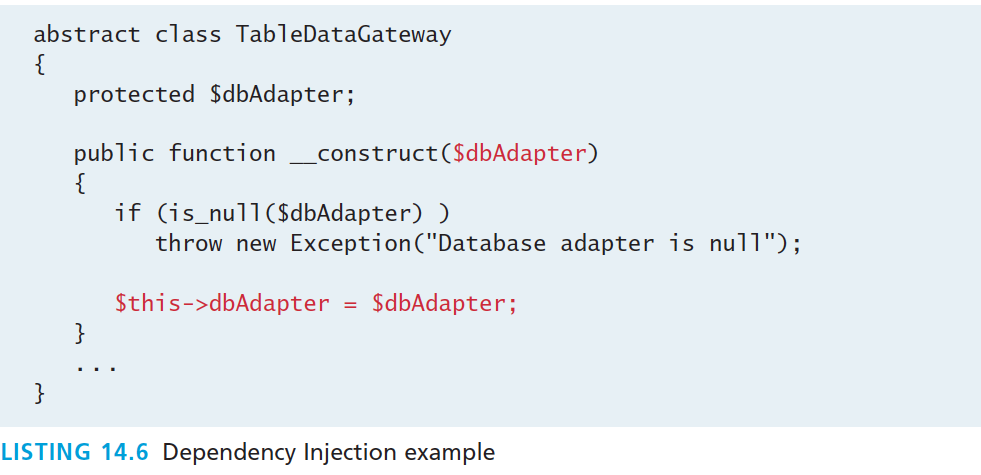 abstract class TableDataGateway
{
   protected $dbAdapter;

   public function __construct($dbAdapter)
   {
      if (is_null($dbAdapter) )
         throw new Exception("Database adapter is null");

      $this->dbAdapter = $dbAdapter;
   }
   ...
}
LISTING 14.6 Dependency Injection example